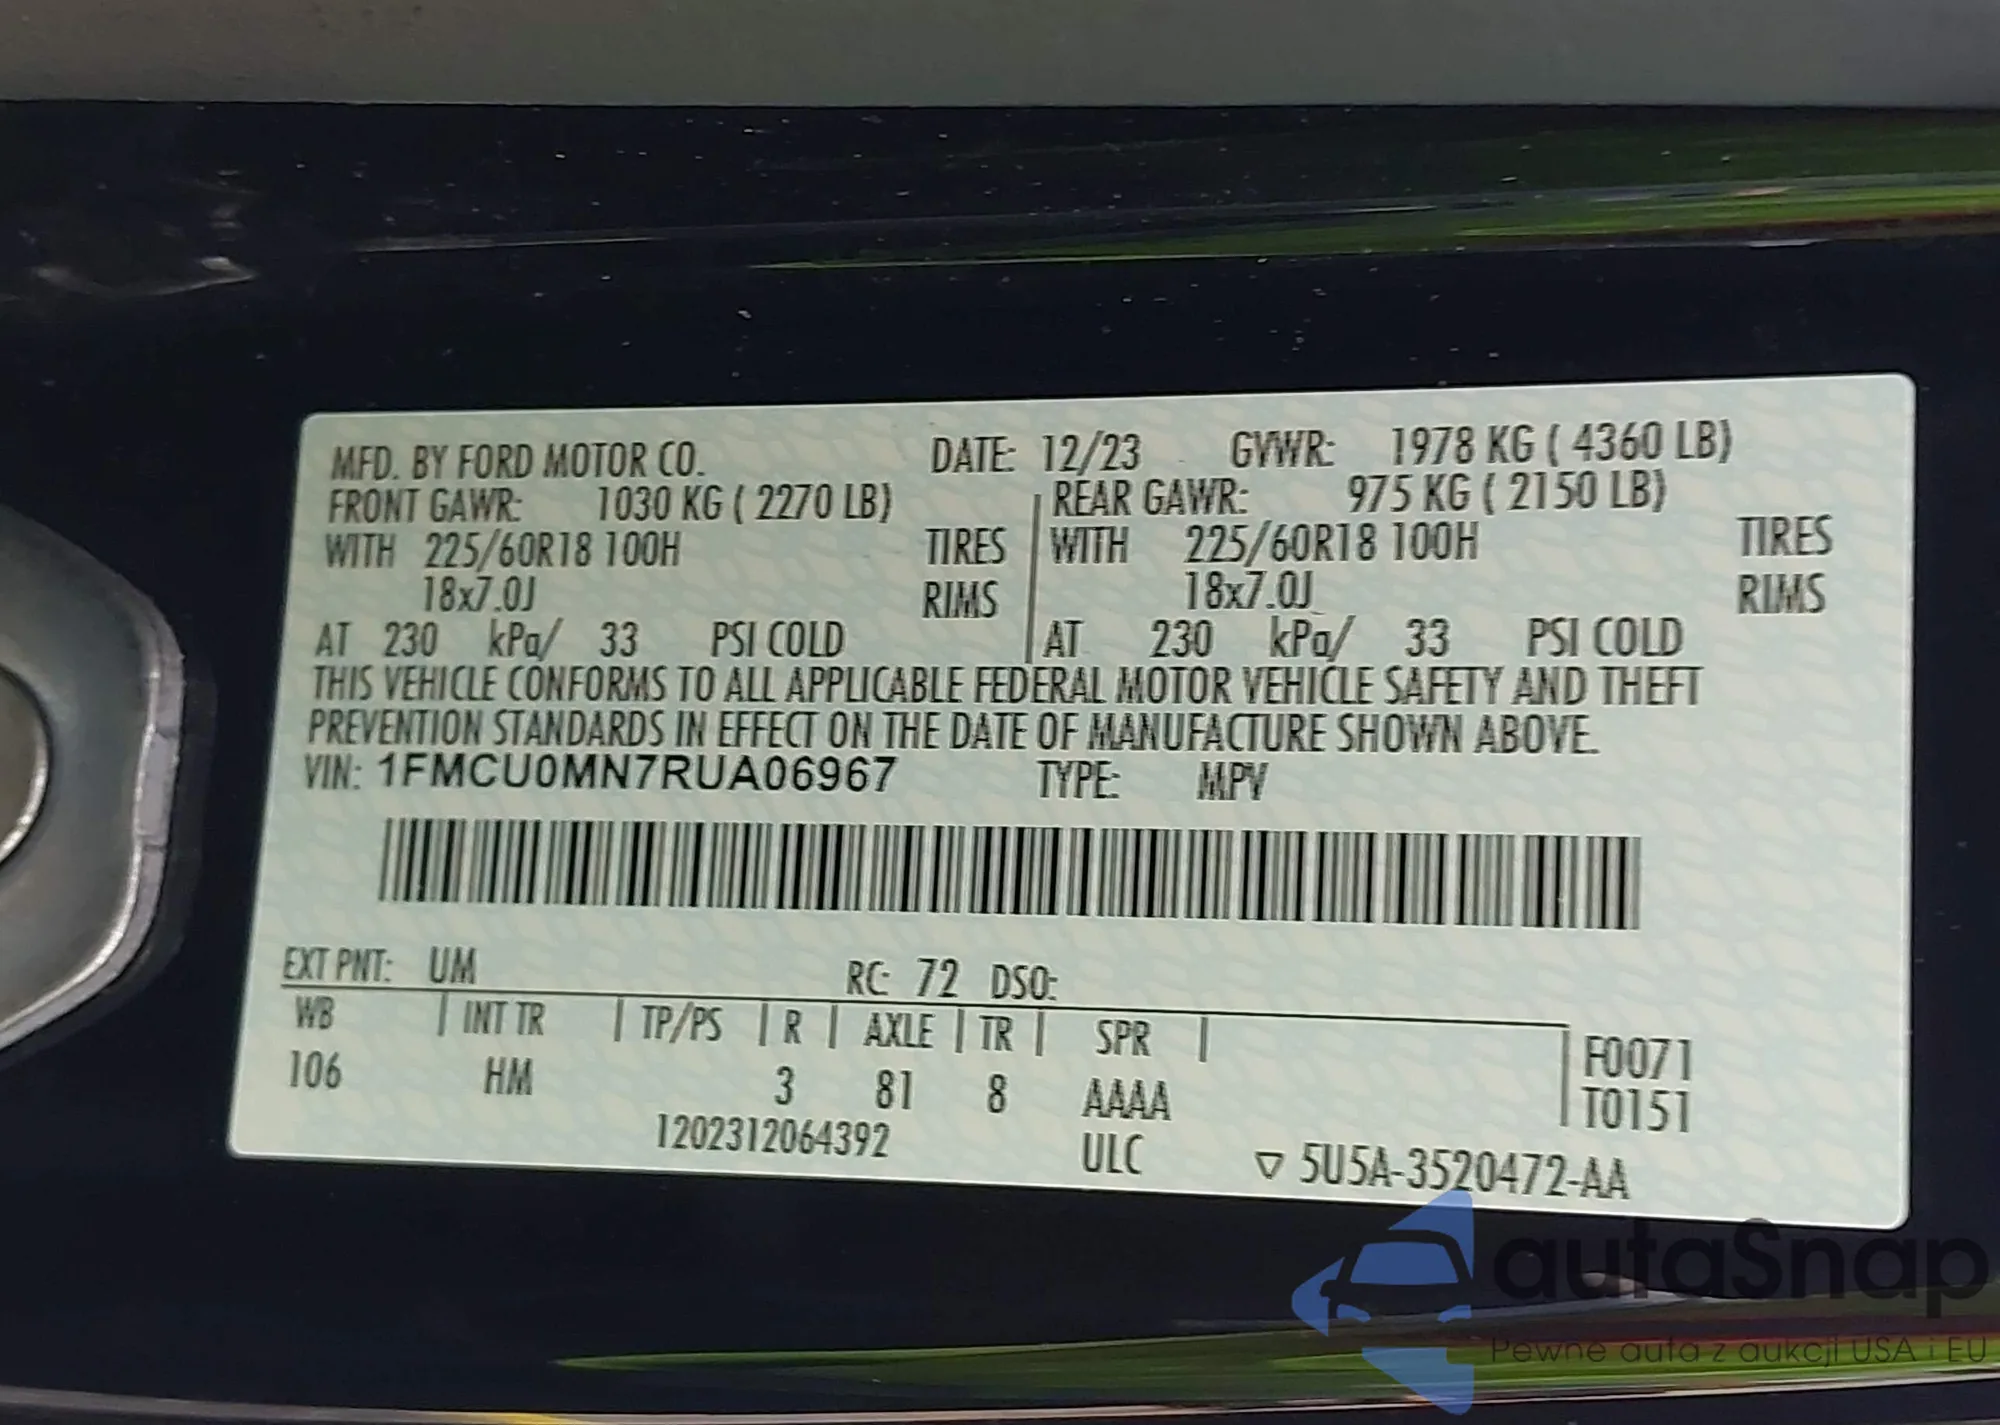 MFD. BY FORD MOTOR CO. DATE: 12/23 GVWR: 1978 KG ( 4360 LB)
FRONT GAWR: 1030 KG ( 2270 LB) REAR GAWR: 975 KG ( 2150 LB)
WITH 225/60R18 100H TIRES WITH 225/60R18 100H TIRES
18x7.0J RIMS 18x7.0J RIMS
AT 230 kPa/ 33 PSI COLD AT 230 kPa/ 33 PSI COLD
THIS VEHICLE CONFORMS TO ALL APPLICABLE FEDERAL MOTOR VEHICLE SAFETY AND THEFT
PREVENTION STANDARDS IN EFFECT ON THE DATE OF MANUFACTURE SHOWN ABOVE.
VIN: 1FMCU0MN7RUA06967 TYPE: MPV
EXT PNT: UM RC: 72 DSO:
WB | INT TR | TP/PS | R | AXLE | TR | SPR | F0071
106 HM 3 81 8 AAAA T0151
1202312064392 ULC ▽ 5U5A-3520472-AA
autaSnap
Pewne auta z aukcji USA i EU